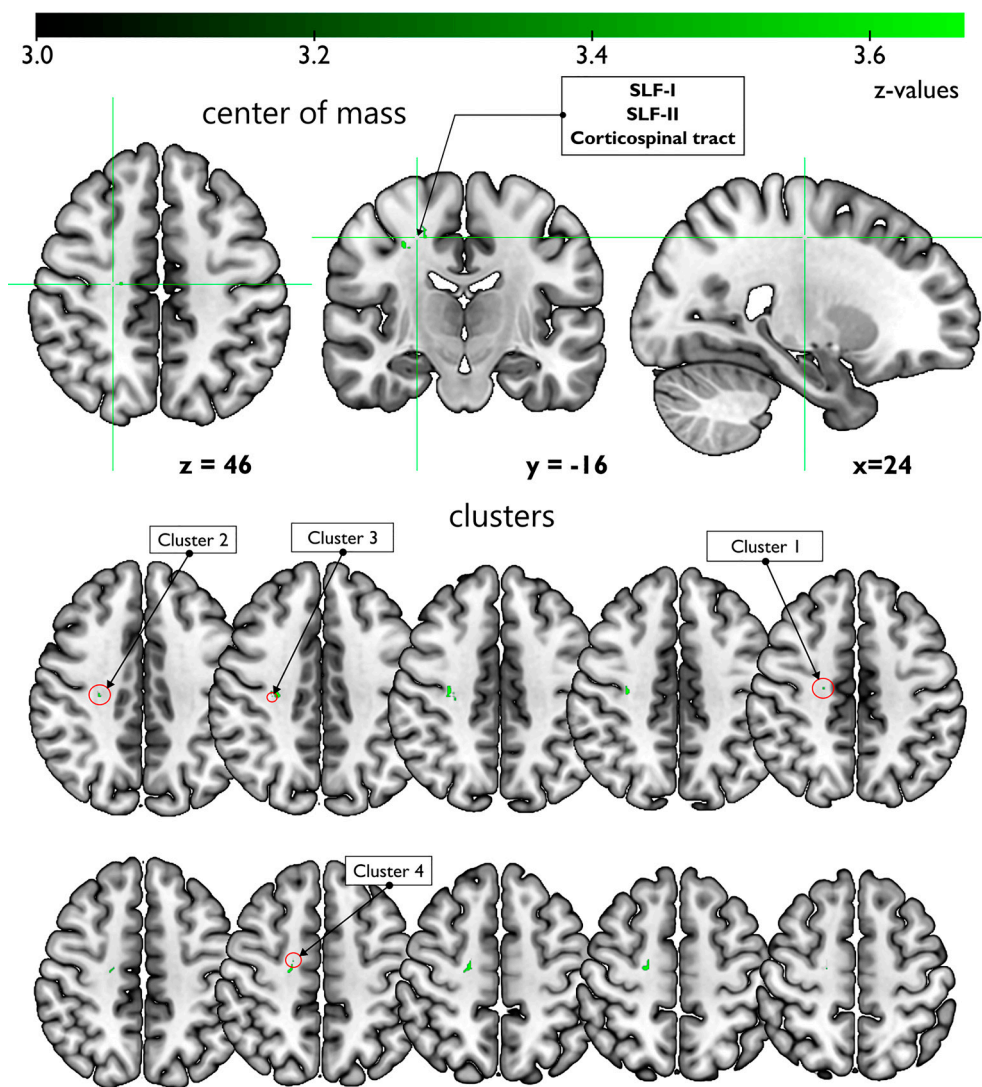 3.0 3.2 3.4 3.6
z-values
center of mass
SLF-I
SLF-II
Corticospinal tract
z = 46 y = -16 x=24
clusters
Cluster 2 Cluster 3 Cluster 1
Cluster 4